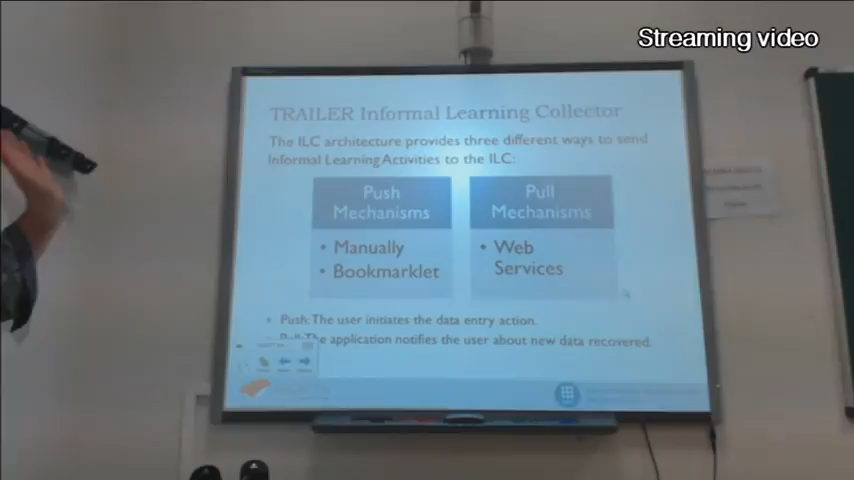 Streaming video
TRAILER Informal Learning Collector
The ILC architecture provides three different ways to send
Informal Learning Activities to the ILC:
Push
Mechanisms
• Manually
• Bookmarklet
Pull
Mechanisms
• Web
Services
Push: The user initiates the data entry action.
Pull: The application notifies the user about new data recovered.